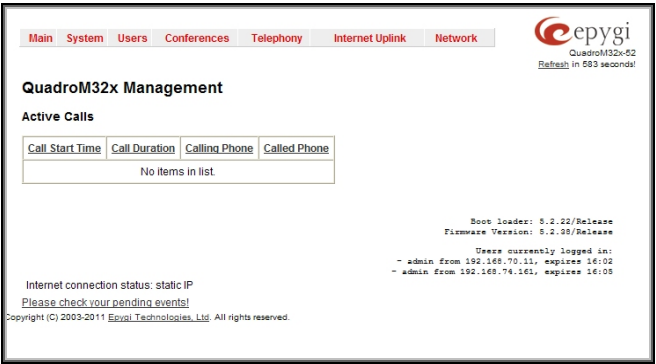 Main System Users Conferences Telephony Internet Uplink Network
epygi
QuadroM32x-52
Refresh in 583 seconds!
QuadroM32x Management
Active Calls
Call Start Time Call Duration Calling Phone Called Phone
No items in list.
Boot loader: 5.2.22/Release
Firmware Version: 5.2.38/Release
Users currently logged in:
- admin from 192.168.70.11, expires 16:02
- admin from 192.168.74.161, expires 16:05
Internet connection status: static IP
Please check your pending events!
Copyright (C) 2003-2011 Epygi Technologies, Ltd. All rights reserved.